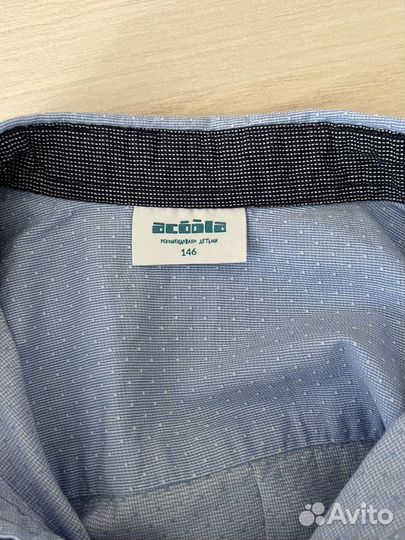 acoola
рекомендовано детьми
146
Avito